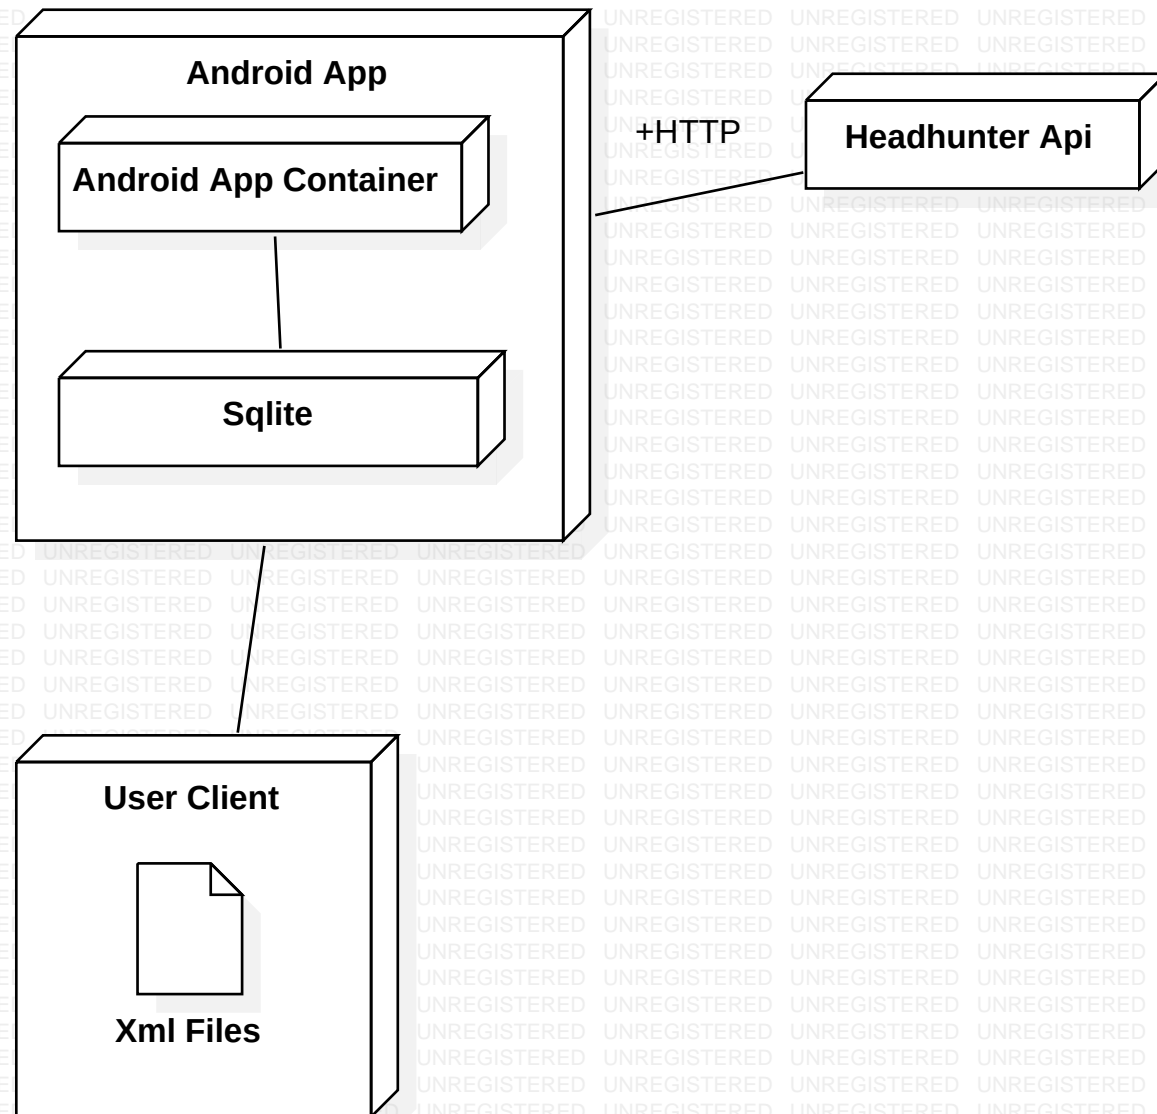 Android App
Android App Container
+HTTP
Headhunter Api
Sqlite
User Client
Xml Files
UNREGISTERED